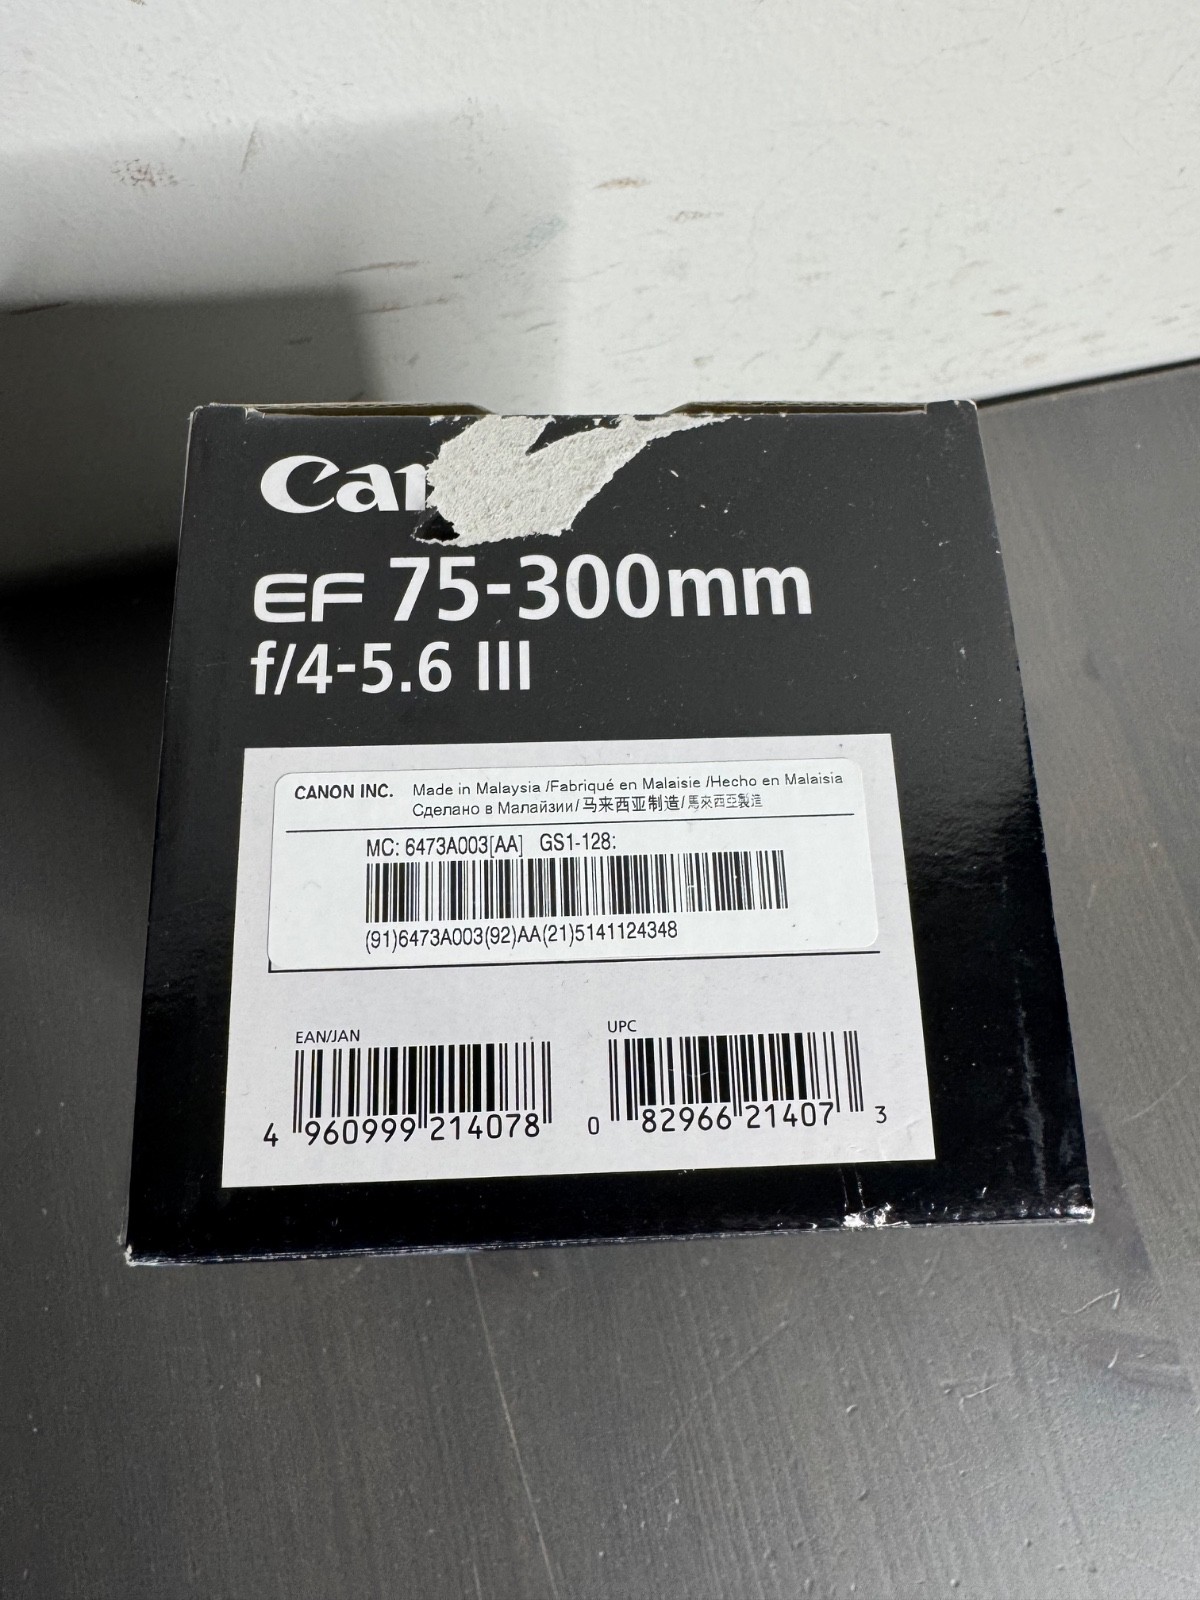 Can
EF 75-300mm
f/4-5.6 III
CANON INC. Made in Malaysia /Fabriqué en Malaisie /Hecho en Malaisia
Сделано в Малайзии/马来西亚制造/馬來西亞製造
MC: 6473A003[AA] GS1-128:
(91)6473A003(92)AA(21)5141124348
EAN/JAN
4 960999 214078
UPC
0 82966 21407 3